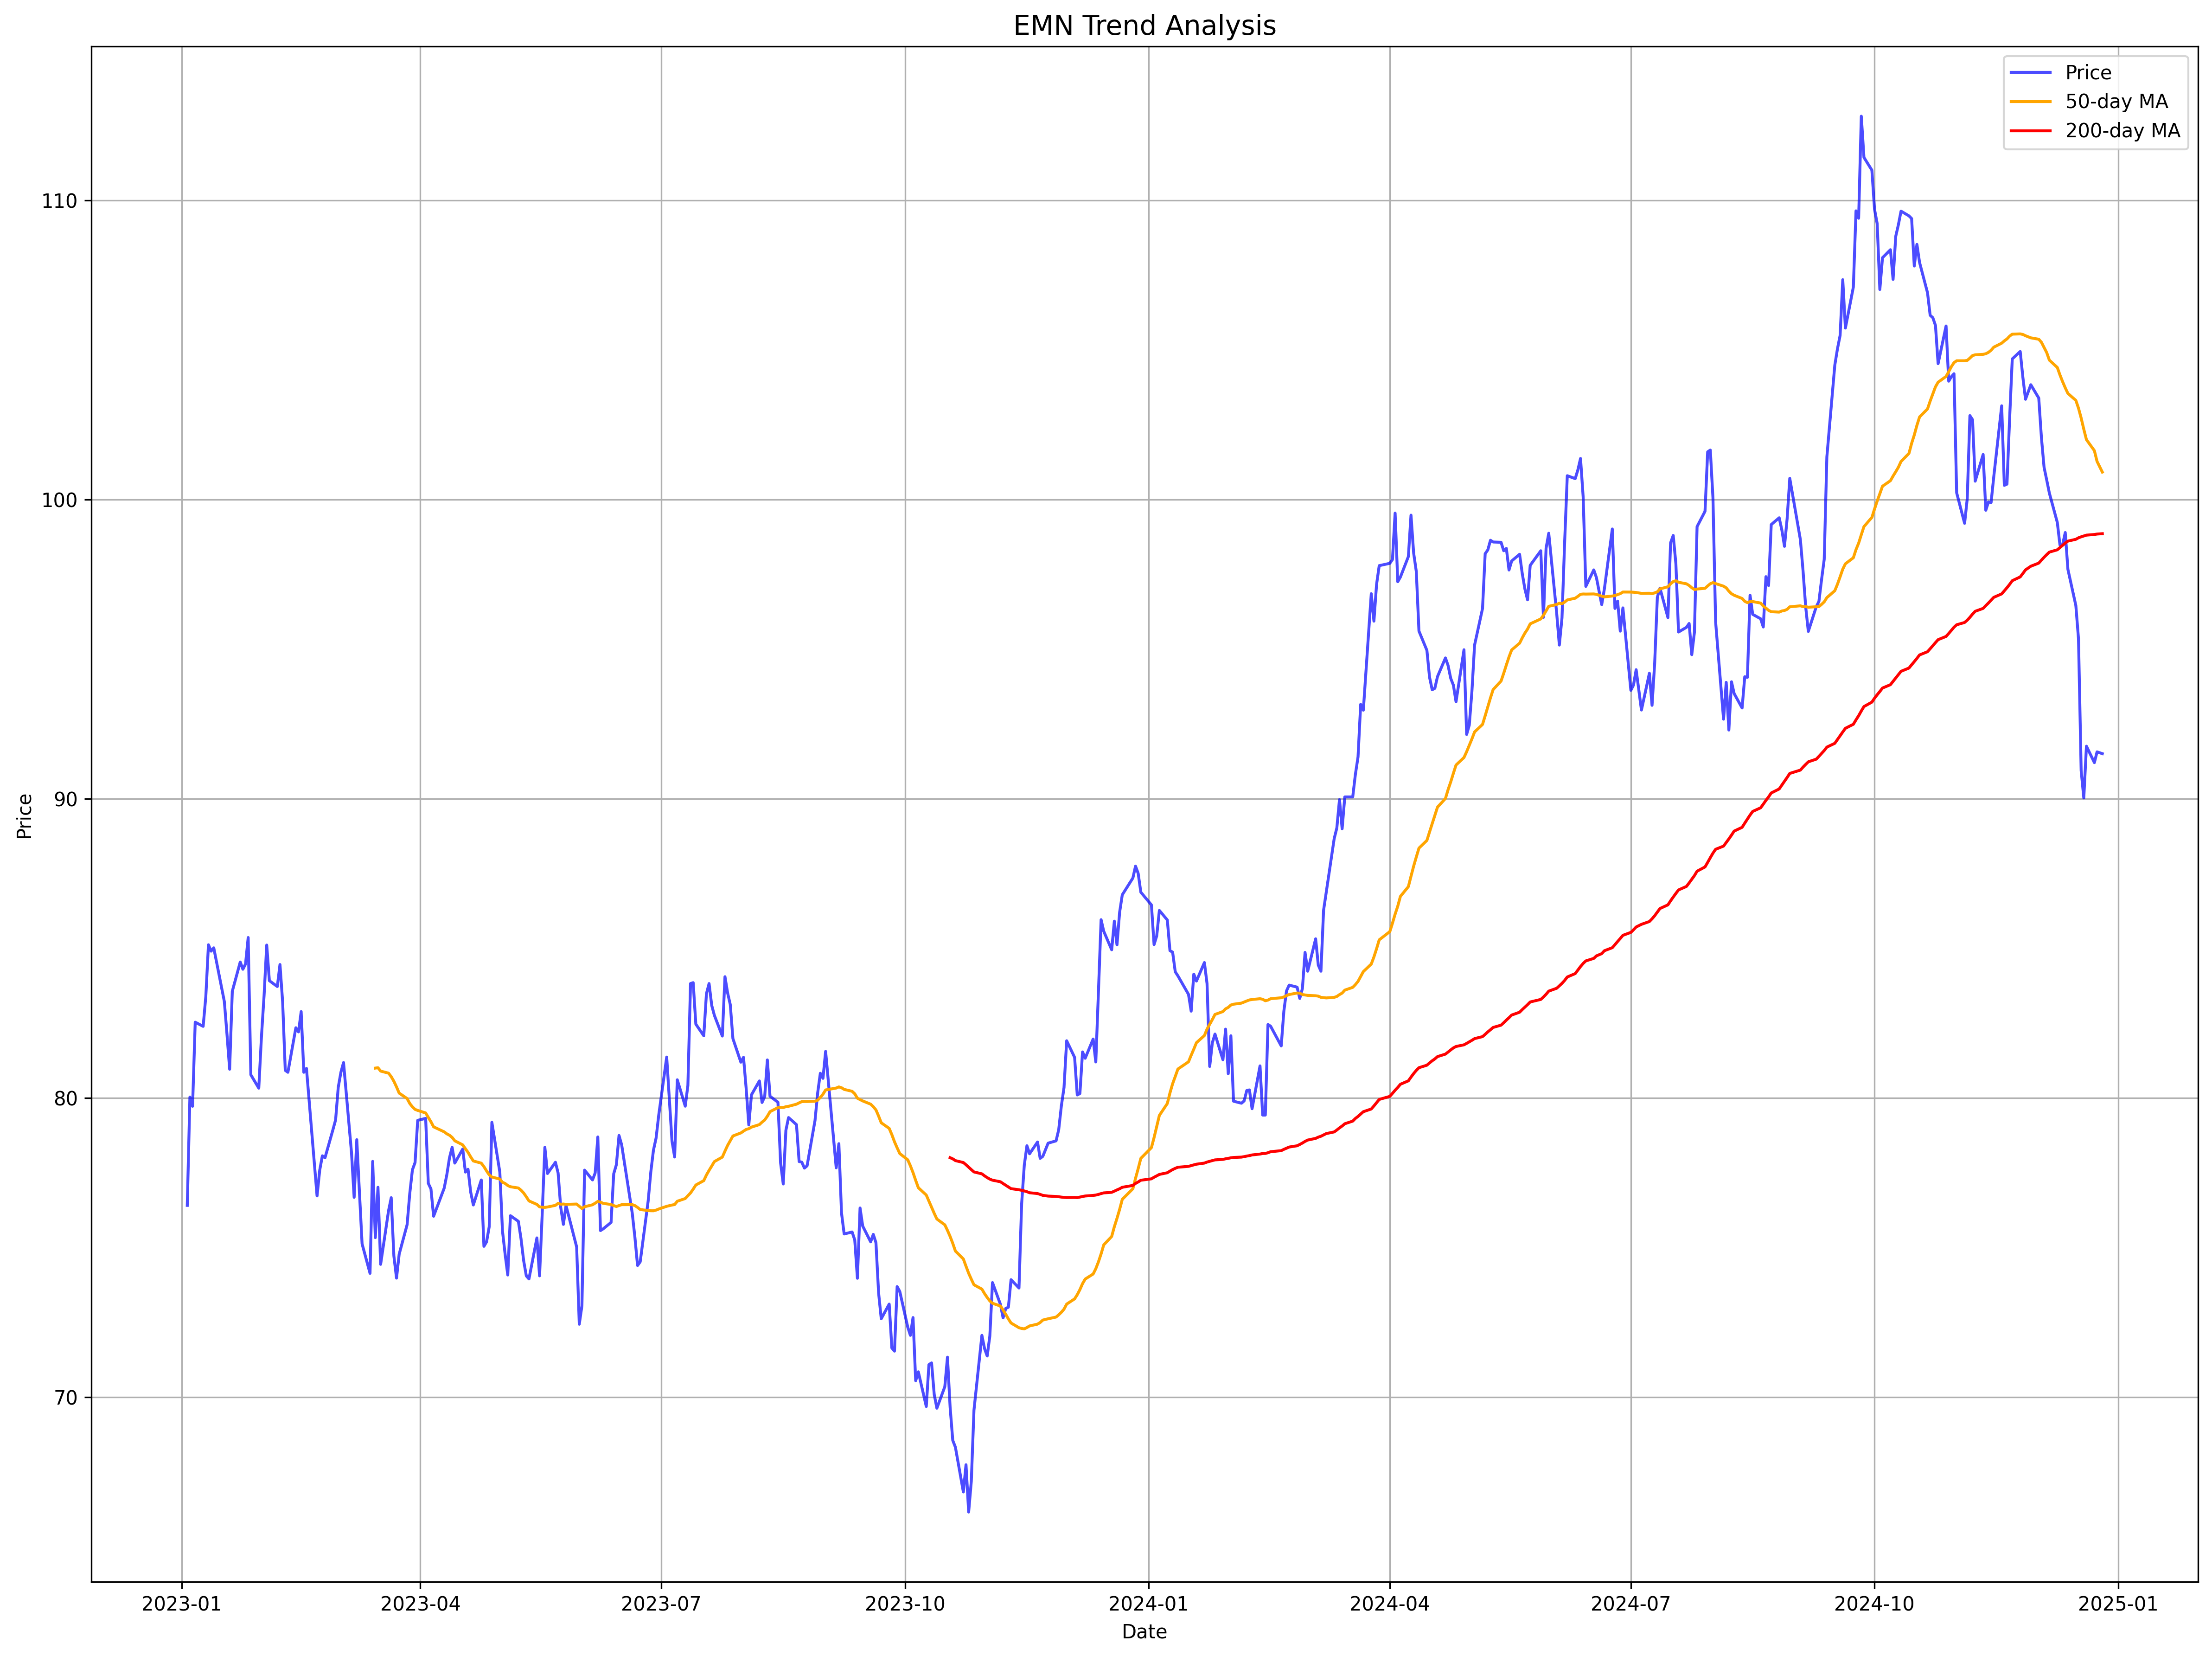 EMN Trend Analysis
Price
50-day MA
200-day MA
110
100
90
80
70
Price
2023-01
2023-04
2023-07
2023-10
2024-01
2024-04
2024-07
2024-10
2025-01
Date